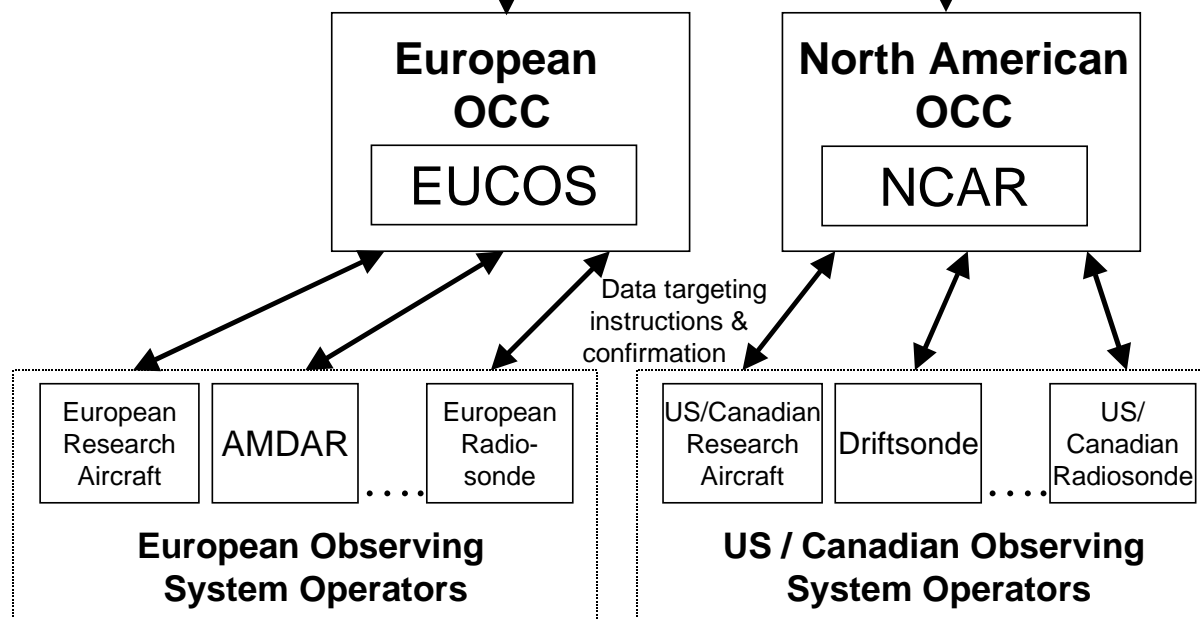 European
OCC
EUCOS
North American
OCC
NCAR
Data targeting
instructions &
confirmation
European
Research
Aircraft
AMDAR
. . . .
European
Radio-
sonde
European Observing
System Operators
US/Canadian
Research
Aircraft
Driftsonde
. . . .
US/
Canadian
Radiosonde
US / Canadian Observing
System Operators